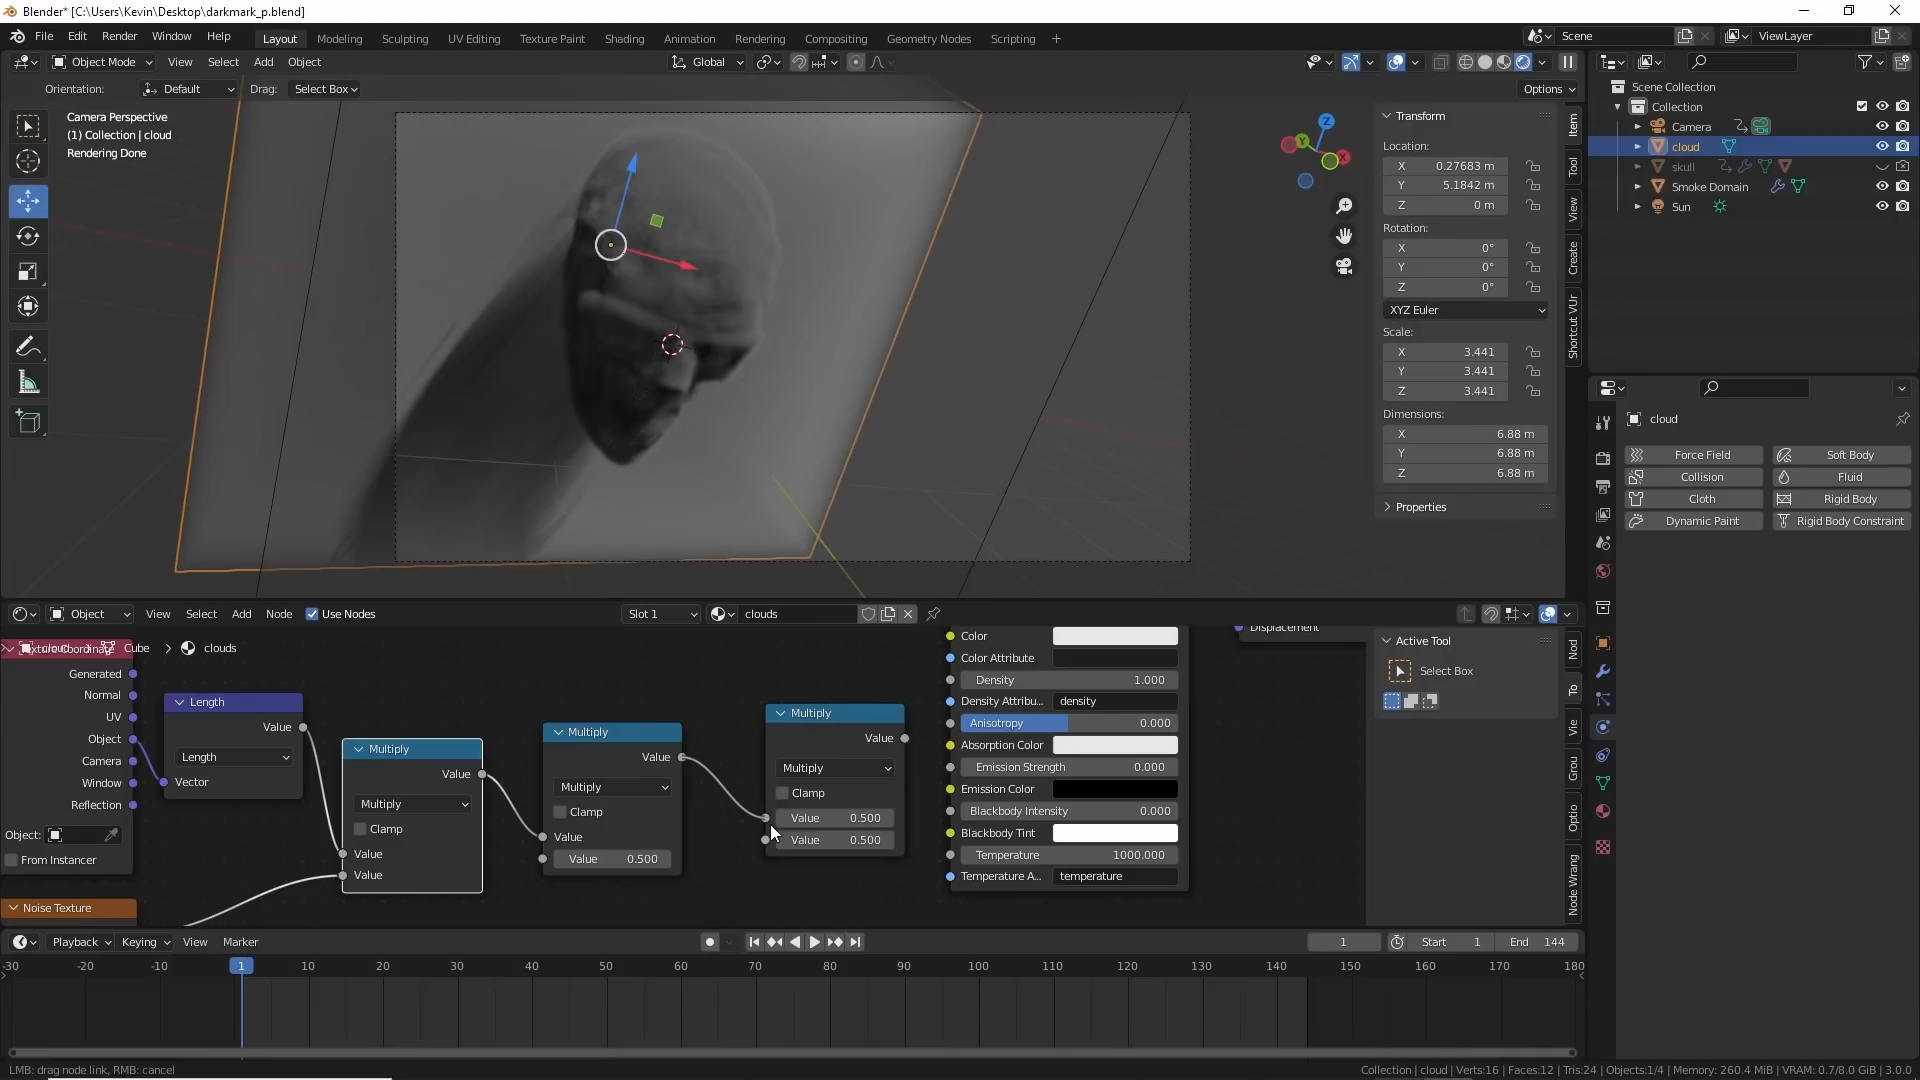 Blender* [C:\Users\Kevin\Desktop\darkmark_p.blend]
File Edit Render Window Help Layout Modeling Sculpting UV Editing Texture Paint Shading Animation Rendering Compositing Geometry Nodes Scripting + Scene ViewLayer
Object Mode View Select Add Object Global
Orientation: Default Drag: Select Box Options
Camera Perspective
(1) Collection | cloud
Rendering Done
Z
Y
X
Transform
Location:
X 0.27683 m
Y 5.1842 m
Z 0 m
Rotation:
X 0°
Y 0°
Z 0°
XYZ Euler
Scale:
X 3.441
Y 3.441
Z 3.441
Dimensions:
X 6.88 m
Y 6.88 m
Z 6.88 m
Properties
Item
Tool
View
Create
Shortcut VUr
Scene Collection
Collection
Camera
cloud
skull
Smoke Domain
Sun
cloud
Force Field Soft Body
Collision Fluid
Cloth Rigid Body
Dynamic Paint Rigid Body Constraint
Object View Select Add Node Use Nodes Slot 1 clouds
cloud Cube clouds
Generated
Normal
UV
Object
Camera
Window
Reflection
Object:
From Instancer
Noise Texture
Length
Value
Length
Vector
Multiply
Value
Multiply
Clamp
Value
Value
Multiply
Value
Multiply
Clamp
Value
Value 0.500
Multiply
Value
Multiply
Clamp
Value 0.500
Value 0.500
Color
Color Attribute
Density 1.000
Density Attribu... density
Anisotropy 0.000
Absorption Color
Emission Strength 0.000
Emission Color
Blackbody Intensity 0.000
Blackbody Tint
Temperature 1000.000
Temperature A... temperature
Displacement
Active Tool
Select Box
Nod
To
Vie
Grou
Optio
Node Wrang
Playback Keying View Marker 1 Start 1 End 144
-30 -20 -10 1 10 20 30 40 50 60 70 80 90 100 110 120 130 140 150 160 170 180
LMB: drag node link, RMB: cancel
Collection | cloud | Verts:16 | Faces:12 | Tris:24 | Objects:1/4 | Memory: 260.4 MiB | VRAM: 0.7/8.0 GiB | 3.0.0